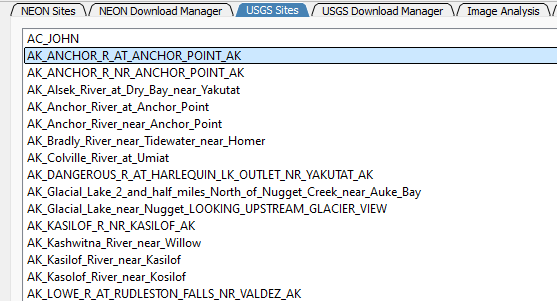 NEON Sites NEON Download Manager USGS Sites USGS Download Manager Image Analysis
AC_JOHN
AK_ANCHOR_R_AT_ANCHOR_POINT_AK
AK_ANCHOR_R_NR_ANCHOR_POINT_AK
AK_Alsek_River_at_Dry_Bay_near_Yakutat
AK_Anchor_River_at_Anchor_Point
AK_Anchor_River_near_Anchor_Point
AK_Bradly_River_near_Tidewater_near_Homer
AK_Colville_River_at_Umiat
AK_DANGEROUS_R_AT_HARLEQUIN_LK_OUTLET_NR_YAKUTAT_AK
AK_Glacial_Lake_2_and_half_miles_North_of_Nugget_Creek_near_Auke_Bay
AK_Glacial_Lake_near_Nugget_LOOKING_UPSTREAM_GLACIER_VIEW
AK_KASILOF_R_NR_KASILOF_AK
AK_Kashwitna_River_near_Willow
AK_Kasilof_River_near_Kasilof
AK_Kasolof_River_near_Kosilof
AK_LOWE_R_AT_RUDLESTON_FALLS_NR_VALDEZ_AK